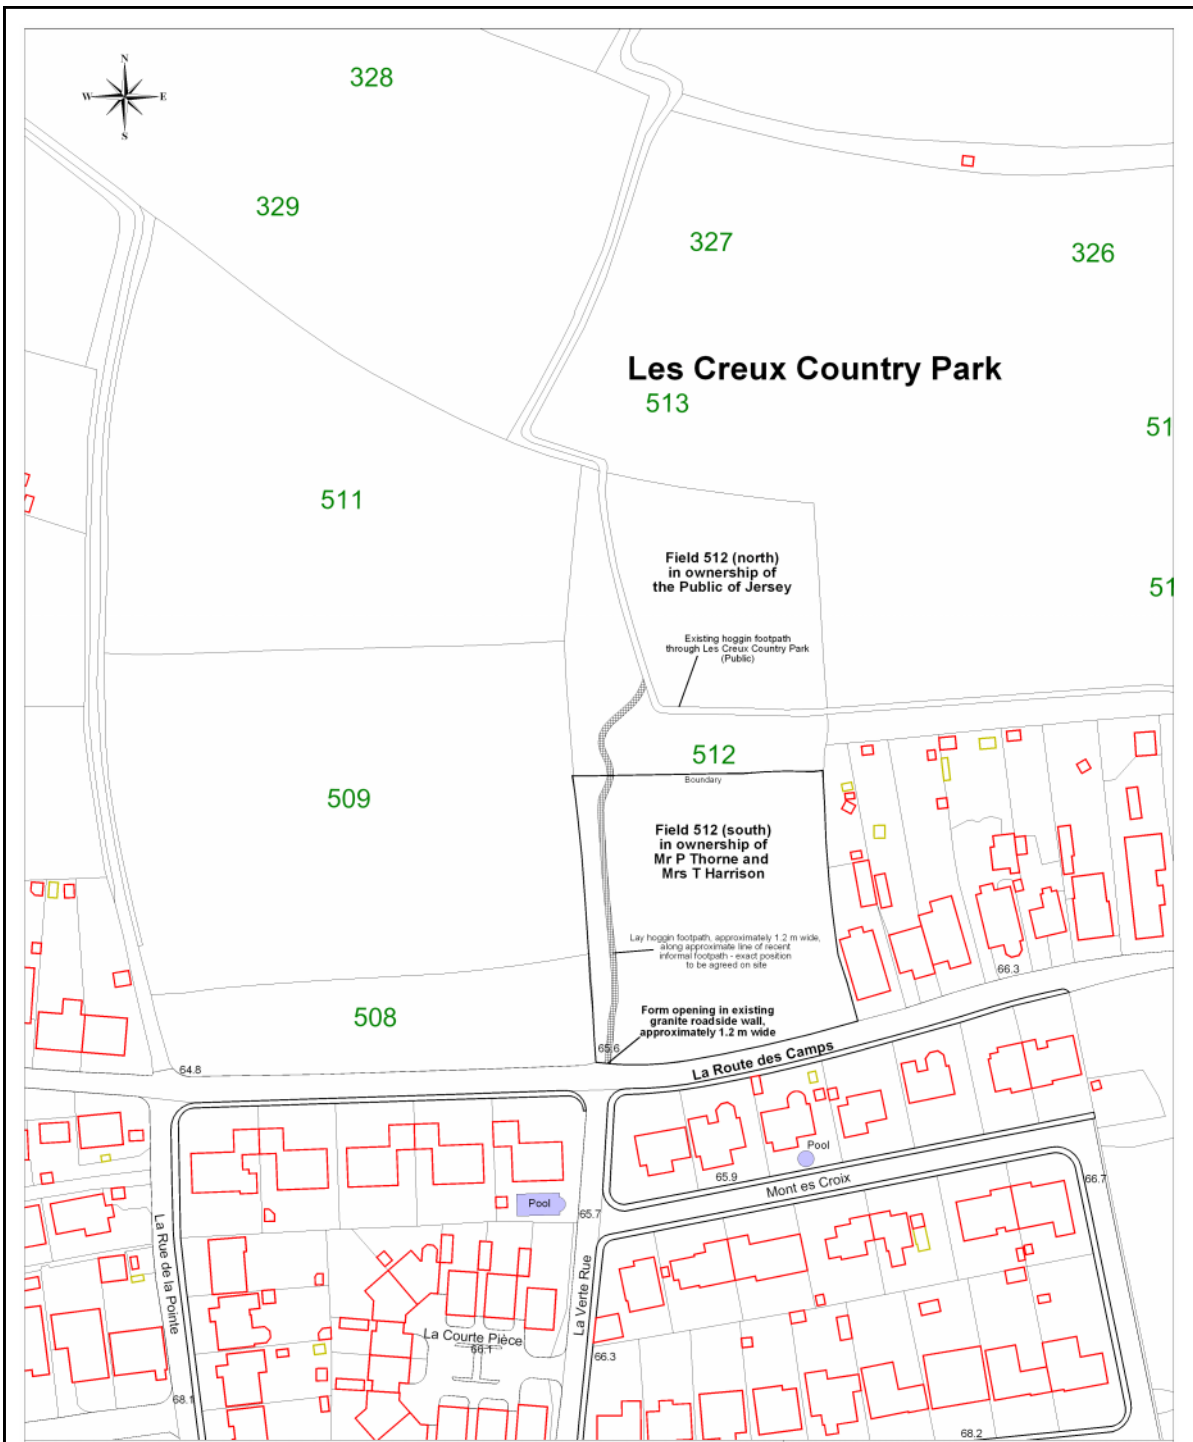 N
W E
S
328
329
327
326
Les Creux Country Park
513
51
511
51
Field 512 (north)
in ownership of
the Public of Jersey
Existing hoggin footpath
through Les Creux Country Park
(Public)
512
Boundary
509
Field 512 (south)
in ownership of
Mr P Thorne and
Mrs T Harrison
Lay hoggin footpath, approximately 1.2 m wide,
along approximate line of recent
informal footpath - exact position
to be agreed on site
66.3
508
Form opening in existing
granite roadside wall,
approximately 1.2 m wide
65.6
La Route des Camps
64.8
Pool
65.9
Mont es Croix
66.7
Pool
65.7
La Rue de la Pointe
La Verte Rue
La Courte Pièce
66.1
66.3
68.1
68.2